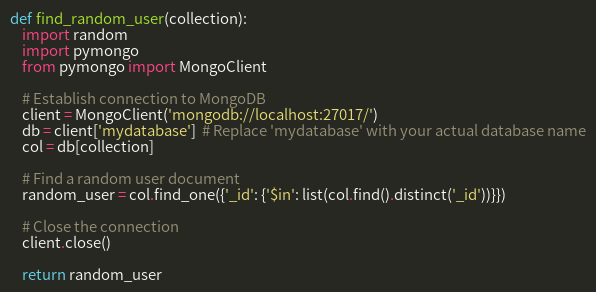 def find_random_user(collection):
    import random
    import pymongo
    from pymongo import MongoClient

    # Establish connection to MongoDB
    client = MongoClient('mongodb://localhost:27017/')
    db = client['mydatabase']  # Replace 'mydatabase' with your actual database name
    col = db[collection]

    # Find a random user document
    random_user = col.find_one({'_id': {'$in': list(col.find().distinct('_id'))}})

    # Close the connection
    client.close()

    return random_user